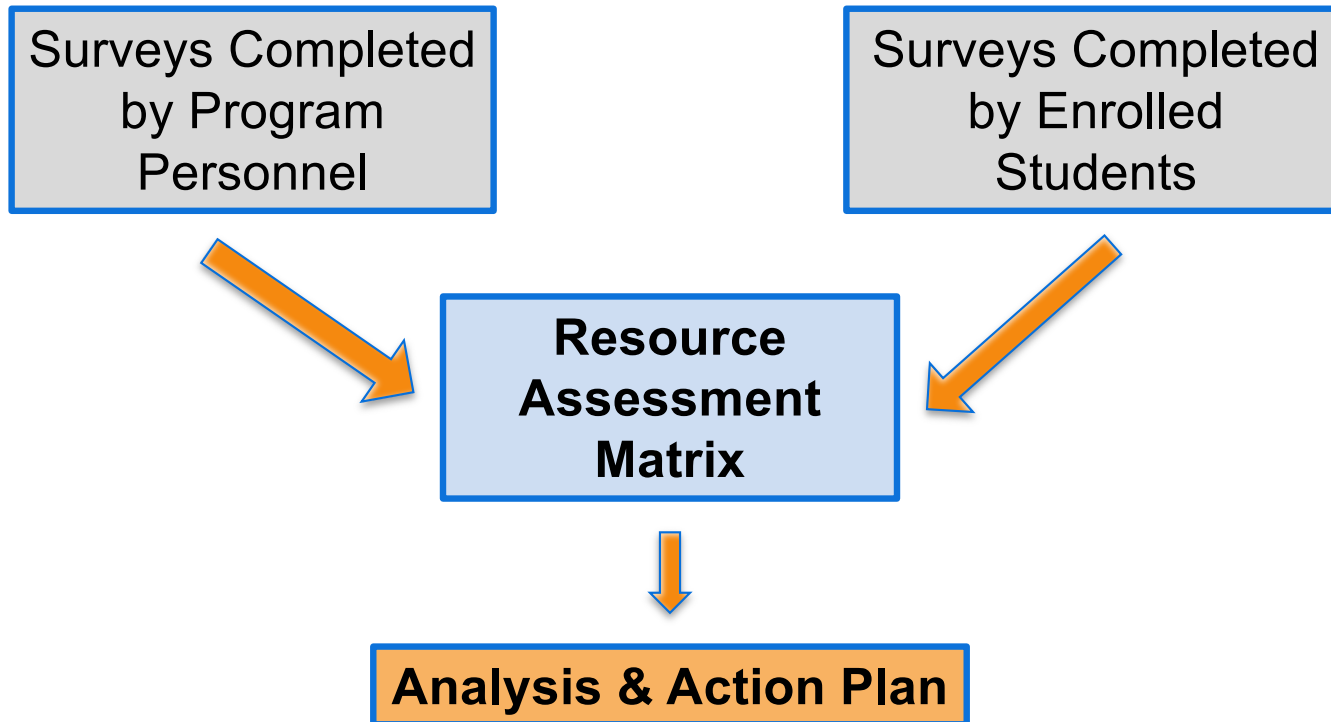 Surveys Completed
by Program
Personnel
Surveys Completed
by Enrolled
Students
Resource
Assessment
Matrix
Analysis & Action Plan